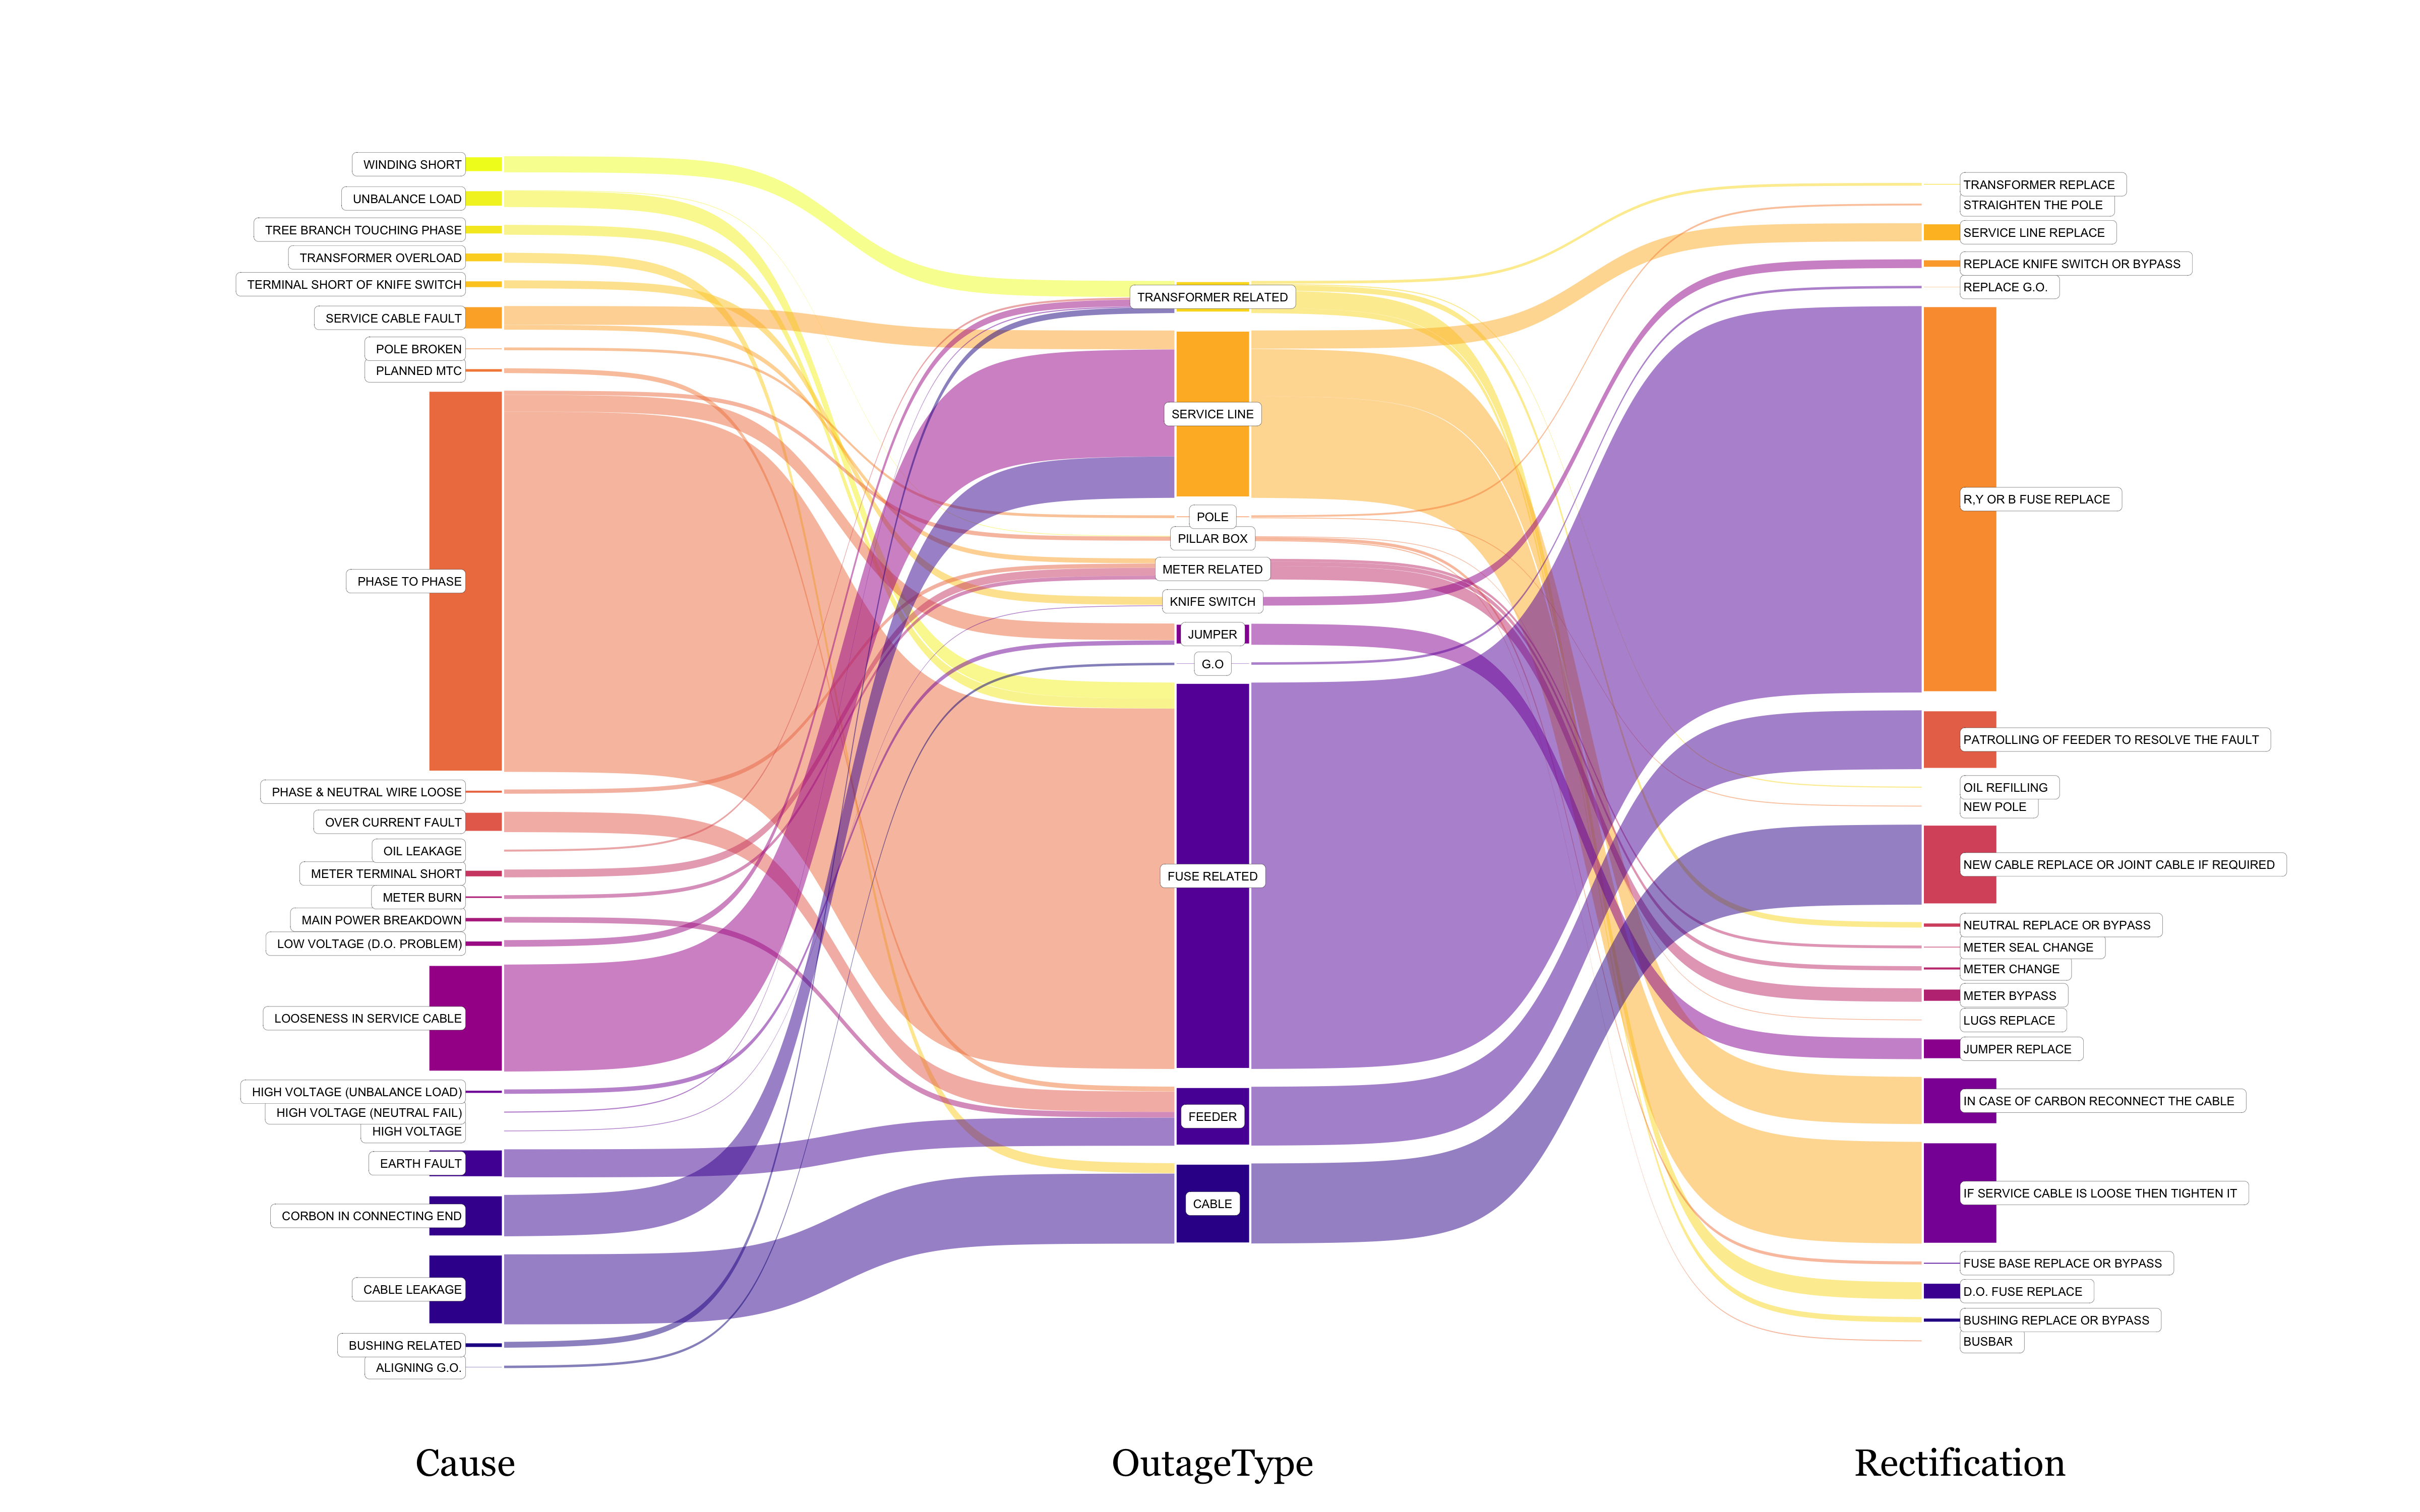 WINDING SHORT
UNBALANCE LOAD
TREE BRANCH TOUCHING PHASE
TRANSFORMER OVERLOAD
TERMINAL SHORT OF KNIFE SWITCH
SERVICE CABLE FAULT
POLE BROKEN
PLANNED MTC
PHASE TO PHASE
PHASE & NEUTRAL WIRE LOOSE
OVER CURRENT FAULT
OIL LEAKAGE
METER TERMINAL SHORT
METER BURN
MAIN POWER BREAKDOWN
LOW VOLTAGE (D.O. PROBLEM)
LOOSENESS IN SERVICE CABLE
HIGH VOLTAGE (UNBALANCE LOAD)
HIGH VOLTAGE (NEUTRAL FAIL)
HIGH VOLTAGE
EARTH FAULT
CORBON IN CONNECTING END
CABLE LEAKAGE
BUSHING RELATED
ALIGNING G.O.
TRANSFORMER RELATED
SERVICE LINE
POLE
PILLAR BOX
METER RELATED
KNIFE SWITCH
JUMPER
G.O
FUSE RELATED
FEEDER
CABLE
TRANSFORMER REPLACE
STRAIGHTEN THE POLE
SERVICE LINE REPLACE
REPLACE KNIFE SWITCH OR BYPASS
REPLACE G.O.
R,Y OR B FUSE REPLACE
PATROLLING OF FEEDER TO RESOLVE THE FAULT
OIL REFILLING
NEW POLE
NEW CABLE REPLACE OR JOINT CABLE IF REQUIRED
NEUTRAL REPLACE OR BYPASS
METER SEAL CHANGE
METER CHANGE
METER BYPASS
LUGS REPLACE
JUMPER REPLACE
IN CASE OF CARBON RECONNECT THE CABLE
IF SERVICE CABLE IS LOOSE THEN TIGHTEN IT
FUSE BASE REPLACE OR BYPASS
D.O. FUSE REPLACE
BUSHING REPLACE OR BYPASS
BUSBAR
Cause
OutageType
Rectification